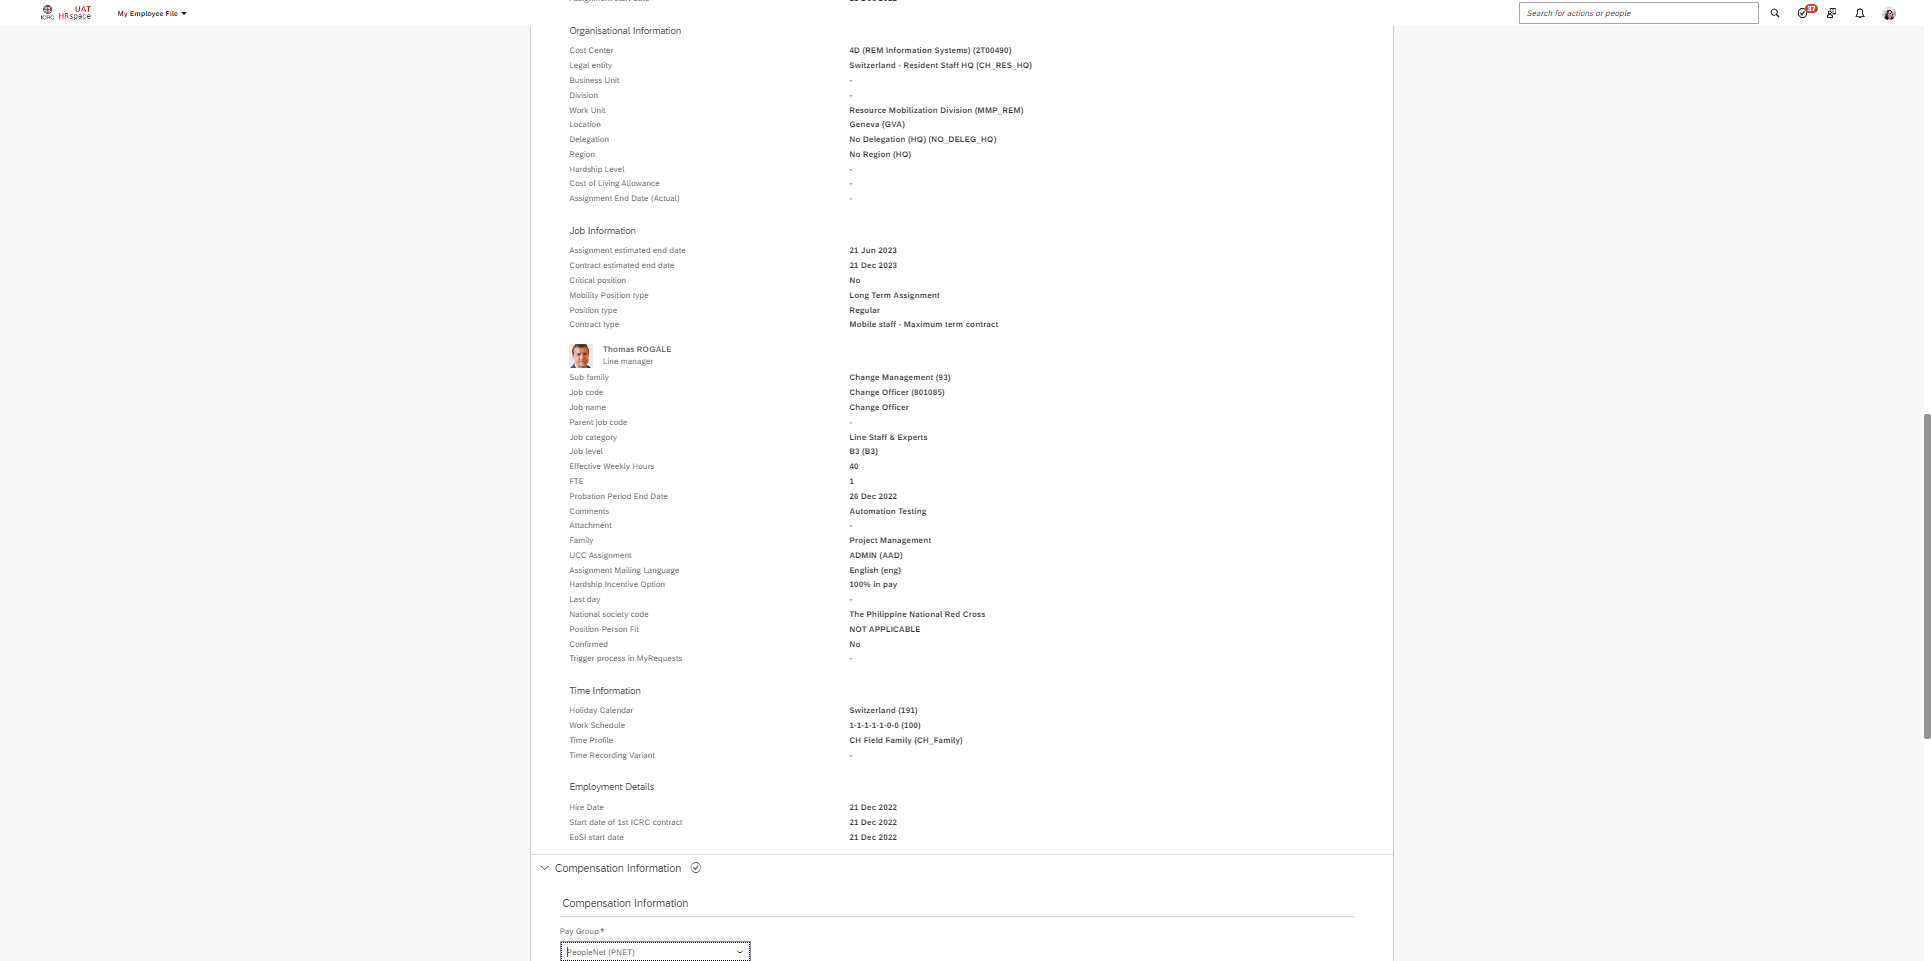 ICRC
UAT
HRspace
My Employee File
Search for actions or people
37
Organisational Information
Cost Center 4D (REM Information Systems) (2T00490)
Legal entity Switzerland - Resident Staff HQ (CH_RES_HQ)
Business Unit -
Division -
Work Unit Resource Mobilization Division (MMP_REM)
Location Geneva (GVA)
Delegation No Delegation (HQ) (NO_DELEG_HQ)
Region No Region (HQ)
Hardship Level -
Cost of Living Allowance -
Assignment End Date (Actual) -
Job Information
Assignment estimated end date 21 Jun 2023
Contract estimated end date 21 Dec 2023
Critical position No
Mobility Position type Long Term Assignment
Position type Regular
Contract type Mobile staff - Maximum term contract
Thomas ROGALE
Line manager
Sub-family Change Management (93)
Job code Change Officer (801085)
Job name Change Officer
Parent job code -
Job category Line Staff & Experts
Job level B3 (B3)
Effective Weekly Hours 40
FTE 1
Probation Period End Date 26 Dec 2022
Comments Automation Testing
Attachment -
Family Project Management
UCC Assignment ADMIN (AAD)
Assignment Mailing Language English (eng)
Hardship Incentive Option 100% in pay
Last day -
National society code The Philippine National Red Cross
Position-Person Fit NOT APPLICABLE
Confirmed No
Trigger process in MyRequests -
Time Information
Holiday Calendar Switzerland (191)
Work Schedule 1-1-1-1-1-0-0 (100)
Time Profile CH Field Family (CH_Family)
Time Recording Variant -
Employment Details
Hire Date 21 Dec 2022
Start date of 1st ICRC contract 21 Dec 2022
EoSI start date 21 Dec 2022
Compensation Information
Compensation Information
Pay Group*
PeopleNet (PNET)